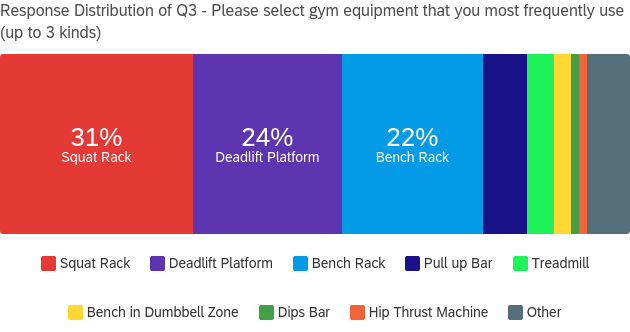 Response Distribution of Q3 - Please select gym equipment that you most frequently use
(up to 3 kinds)
31% 24% 22%
Squat Rack Deadlift Platform Bench Rack
Squat Rack Deadlift Platform Bench Rack Pull up Bar Treadmill
Bench in Dumbbell Zone Dips Bar Hip Thrust Machine Other